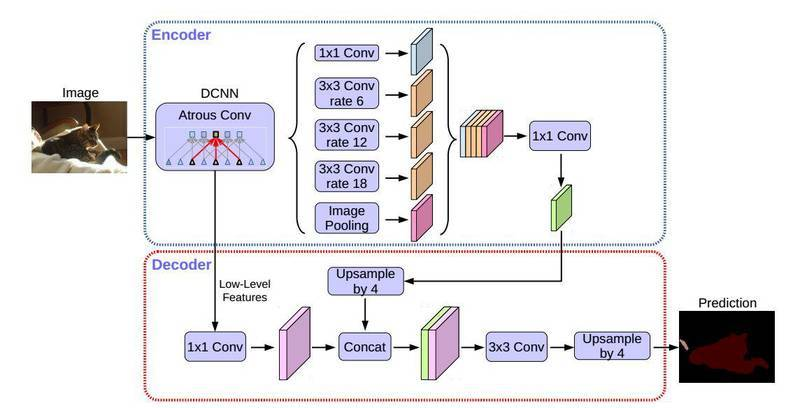 Encoder
Image
DCNN
Atrous Conv
1x1 Conv
3x3 Conv
rate 6
3x3 Conv
rate 12
3x3 Conv
rate 18
Image
Pooling
1x1 Conv
Decoder
Low-Level
Features
Upsample
by 4
1x1 Conv
Concat
3x3 Conv
Upsample
by 4
Prediction